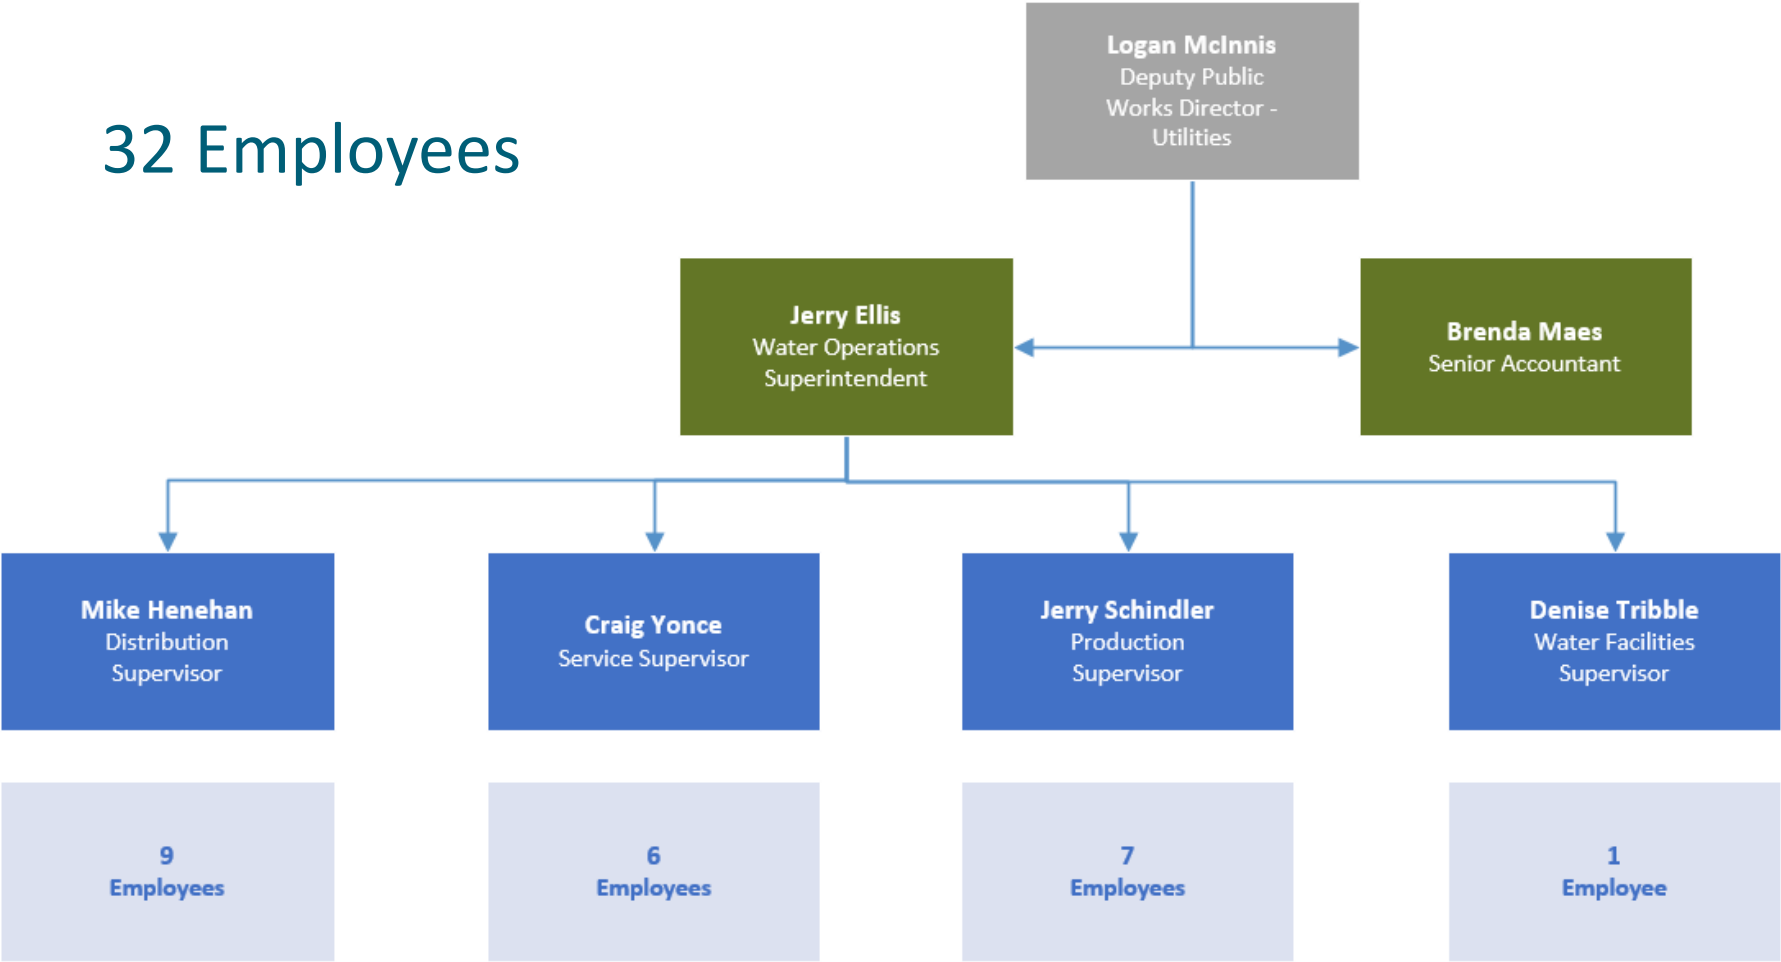 Logan McInnis
Deputy Public
Works Director -
Utilities
32 Employees
Jerry Ellis
Water Operations
Superintendent
Brenda Maes
Senior Accountant
Mike Henehan
Distribution
Supervisor
Craig Yonce
Service Supervisor
Jerry Schindler
Production
Supervisor
Denise Tribble
Water Facilities
Supervisor
9
Employees
6
Employees
7
Employees
1
Employee